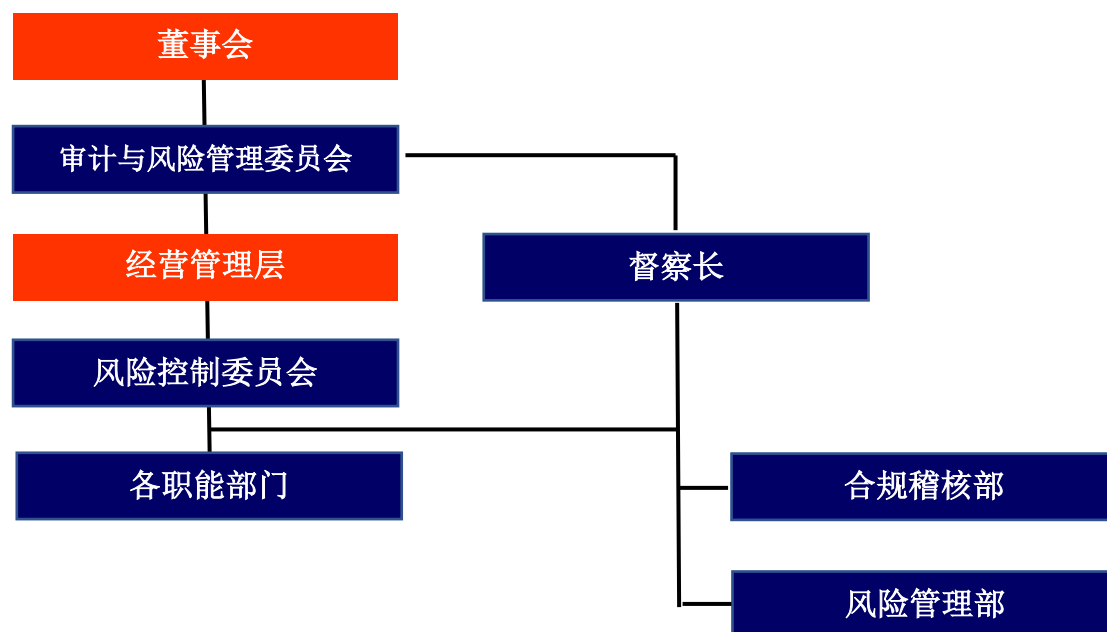 董事会
审计与风险管理委员会
经营管理层
督察长
风险控制委员会
各职能部门
合规稽核部
风险管理部